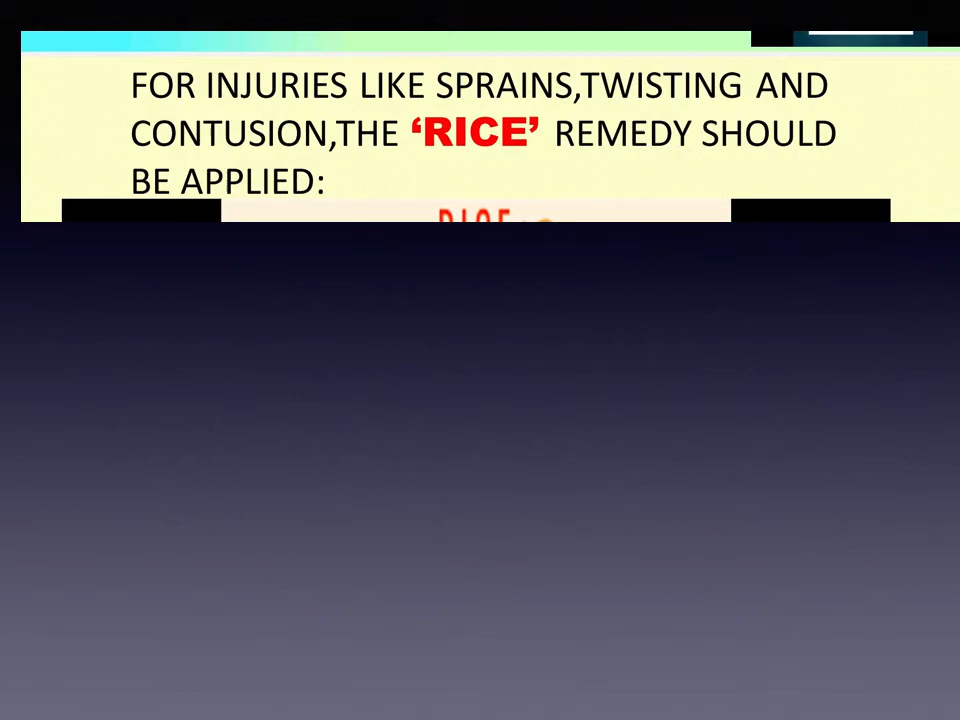 FOR INJURIES LIKE SPRAINS,TWISTING AND
CONTUSION,THE ‘RICE’ REMEDY SHOULD
BE APPLIED: